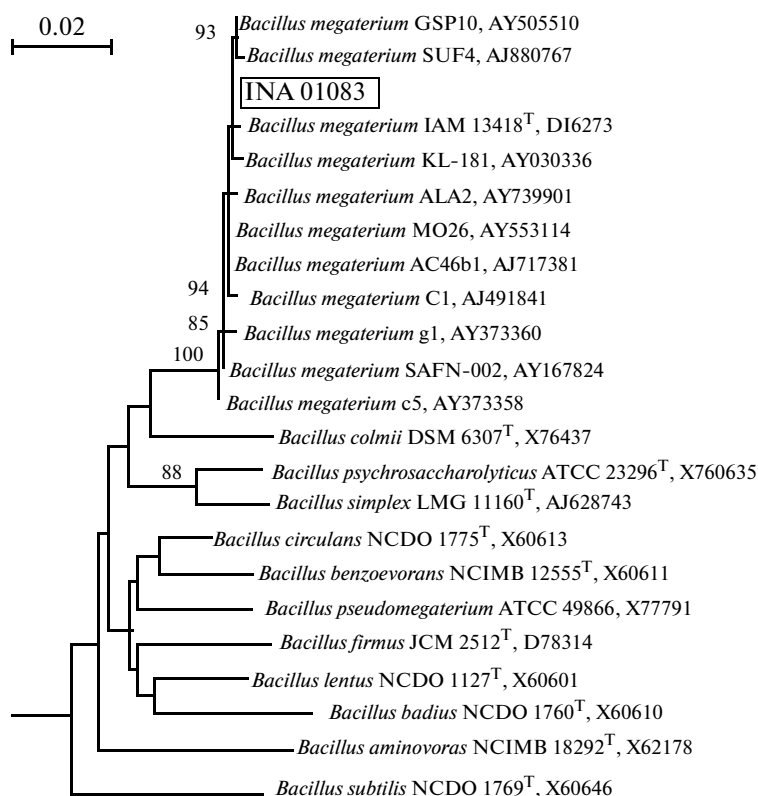 0.02
93
Bacillus megaterium GSP10, AY505510
Bacillus megaterium SUF4, AJ880767
INA 01083
Bacillus megaterium IAM 13418T, DI6273
Bacillus megaterium KL-181, AY030336
Bacillus megaterium ALA2, AY739901
Bacillus megaterium MO26, AY553114
Bacillus megaterium AC46b1, AJ717381
94
Bacillus megaterium C1, AJ491841
85
Bacillus megaterium g1, AY373360
100
Bacillus megaterium SAFN-002, AY167824
Bacillus megaterium c5, AY373358
Bacillus colmii DSM 6307T, X76437
88
Bacillus psychrosaccharolyticus ATCC 23296T, X760635
Bacillus simplex LMG 11160T, AJ628743
Bacillus circulans NCDO 1775T, X60613
Bacillus benzoevorans NCIMB 12555T, X60611
Bacillus pseudomegaterium ATCC 49866, X77791
Bacillus firmus JCM 2512T, D78314
Bacillus lentus NCDO 1127T, X60601
Bacillus badius NCDO 1760T, X60610
Bacillus aminovoras NCIMB 18292T, X62178
Bacillus subtilis NCDO 1769T, X60646